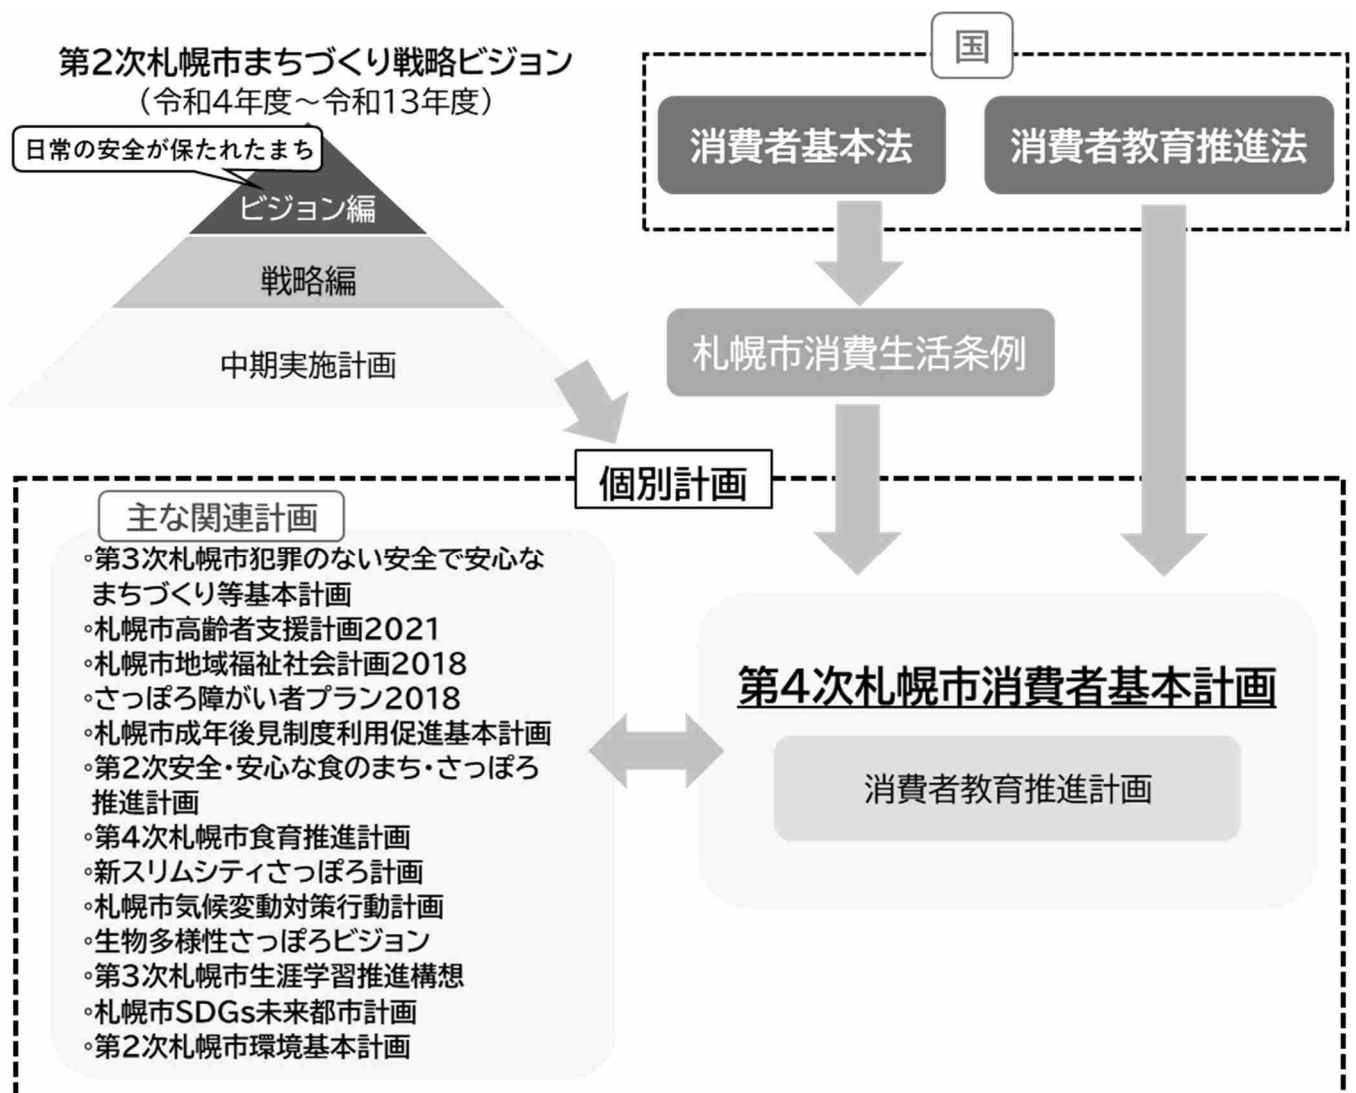 第2次札幌市まちづくり戦略ビジョン
（令和4年度～令和13年度）
日常の安全が保たれたまち
ビジョン編
戦略編
中期実施計画
国
消費者基本法
消費者教育推進法
札幌市消費生活条例
個別計画
主な関連計画
◦第3次札幌市犯罪のない安全で安心な
まちづくり等基本計画
◦札幌市高齢者支援計画2021
◦札幌市地域福祉社会計画2018
◦さっぽろ障がい者プラン2018
◦札幌市成年後見制度利用促進基本計画
◦第2次安全・安心な食のまち・さっぽろ
推進計画
◦第4次札幌市食育推進計画
◦新スリムシティさっぽろ計画
◦札幌市気候変動対策行動計画
◦生物多様性さっぽろビジョン
◦第3次札幌市生涯学習推進構想
◦札幌市SDGs未来都市計画
◦第2次札幌市環境基本計画
第4次札幌市消費者基本計画
消費者教育推進計画